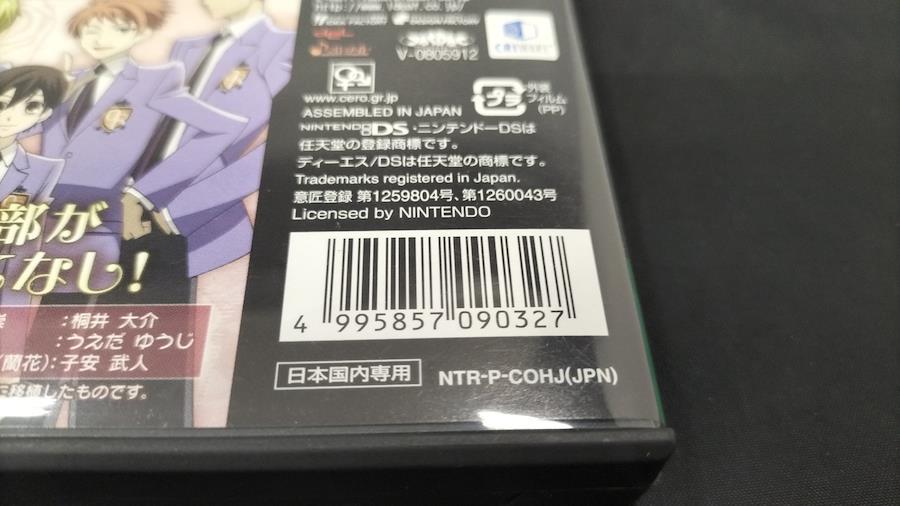 V-0805912
www.cero.gr.jp
外装
フィルム
(PP)
プラ
ASSEMBLED IN JAPAN
NINTENDO DS・ニンテンドーDSは
任天堂の登録商標です。
ディーエス/DSは任天堂の商標です。
Trademarks registered in Japan.
意匠登録 第1259804号、第1260043号
Licensed by NINTENDO
4 995857 090327
日本国内専用
NTR-P-COHJ(JPN)
部が
なし!
:桐井 大介
:うえだ ゆうじ
(蘭花):子安 武人
移植したものです。